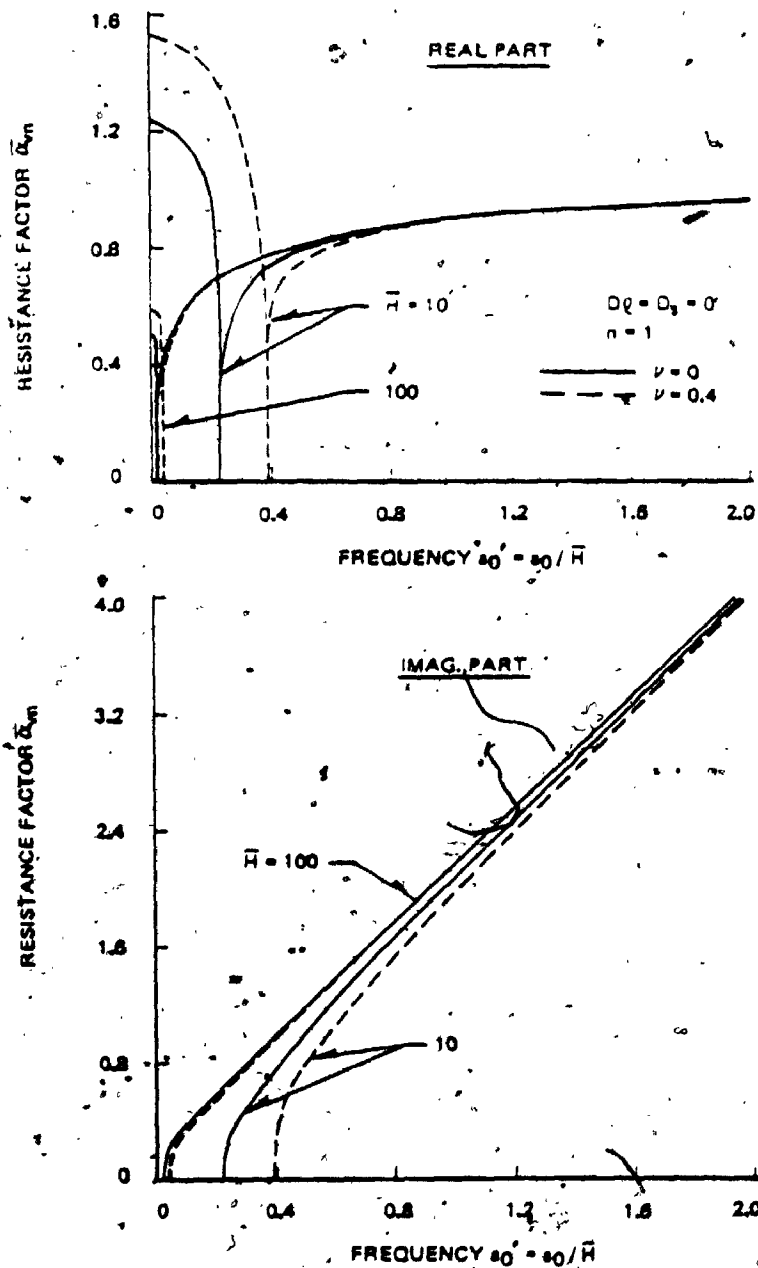 REAL PART
RESISTANCE FACTOR ᾱvn
1.6
1.2
0.8
0.4
0
H̄ = 10
100
Dℓ = Ds = 0
n = 1
ν = 0
ν = 0.4
0 0.4 0.8 1.2 1.6 2.0
FREQUENCY a0' = a0/H̄
IMAG. PART
RESISTANCE FACTOR ᾱvn
4.0
3.2
2.4
1.6
0.8
0
H̄ = 100
10
0 0.4 0.8 1.2 1.6 2.0
FREQUENCY a0' = a0/H̄